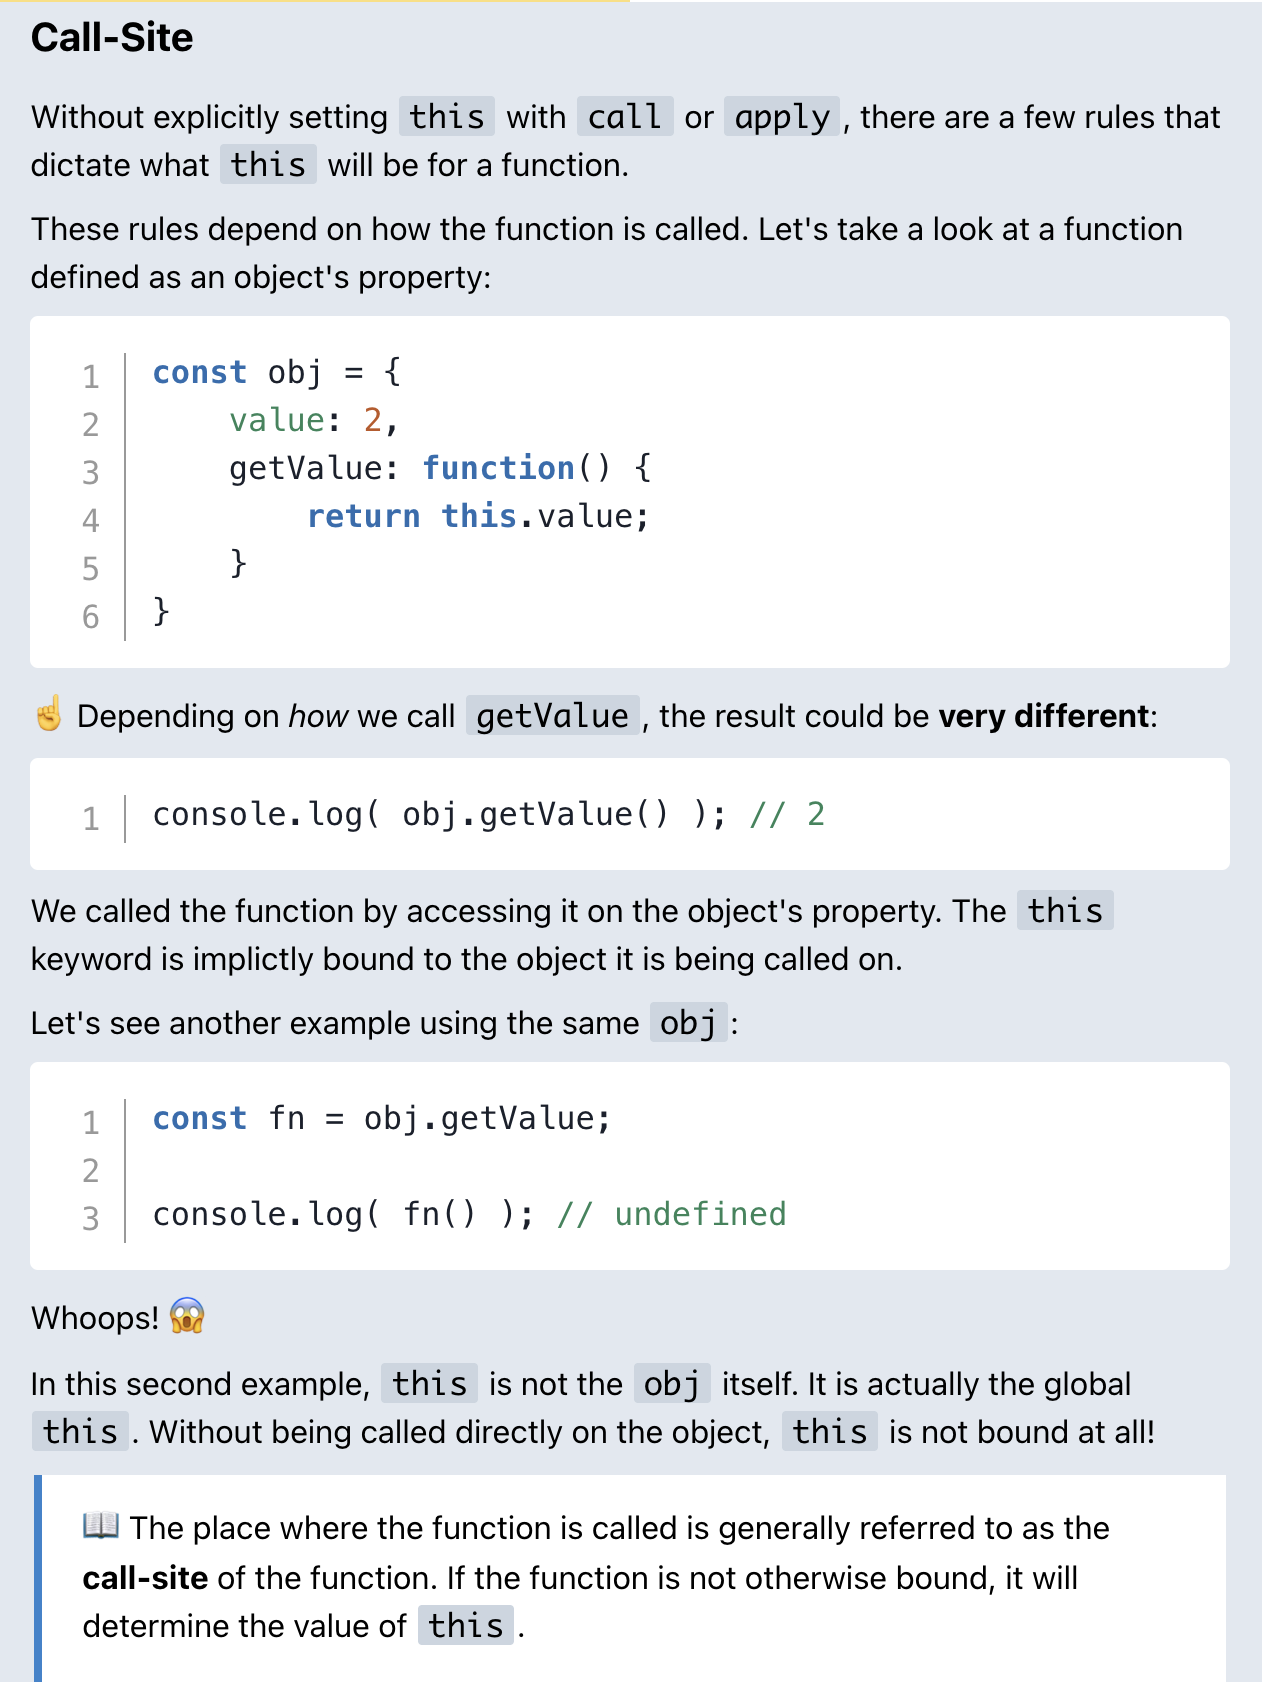 Call-Site
Without explicitly setting this with call or apply, there are a few rules that
dictate what this will be for a function.
These rules depend on how the function is called. Let's take a look at a function
defined as an object's property:
1 const obj = {
2     value: 2,
3     getValue: function() {
4         return this.value;
5     }
6 }
☝️ Depending on how we call getValue, the result could be very different:
1 console.log( obj.getValue() ); // 2
We called the function by accessing it on the object's property. The this
keyword is implictly bound to the object it is being called on.
Let's see another example using the same obj:
1 const fn = obj.getValue;
2
3 console.log( fn() ); // undefined
Whoops! 😱
In this second example, this is not the obj itself. It is actually the global
this. Without being called directly on the object, this is not bound at all!
📖 The place where the function is called is generally referred to as the
call-site of the function. If the function is not otherwise bound, it will
determine the value of this.